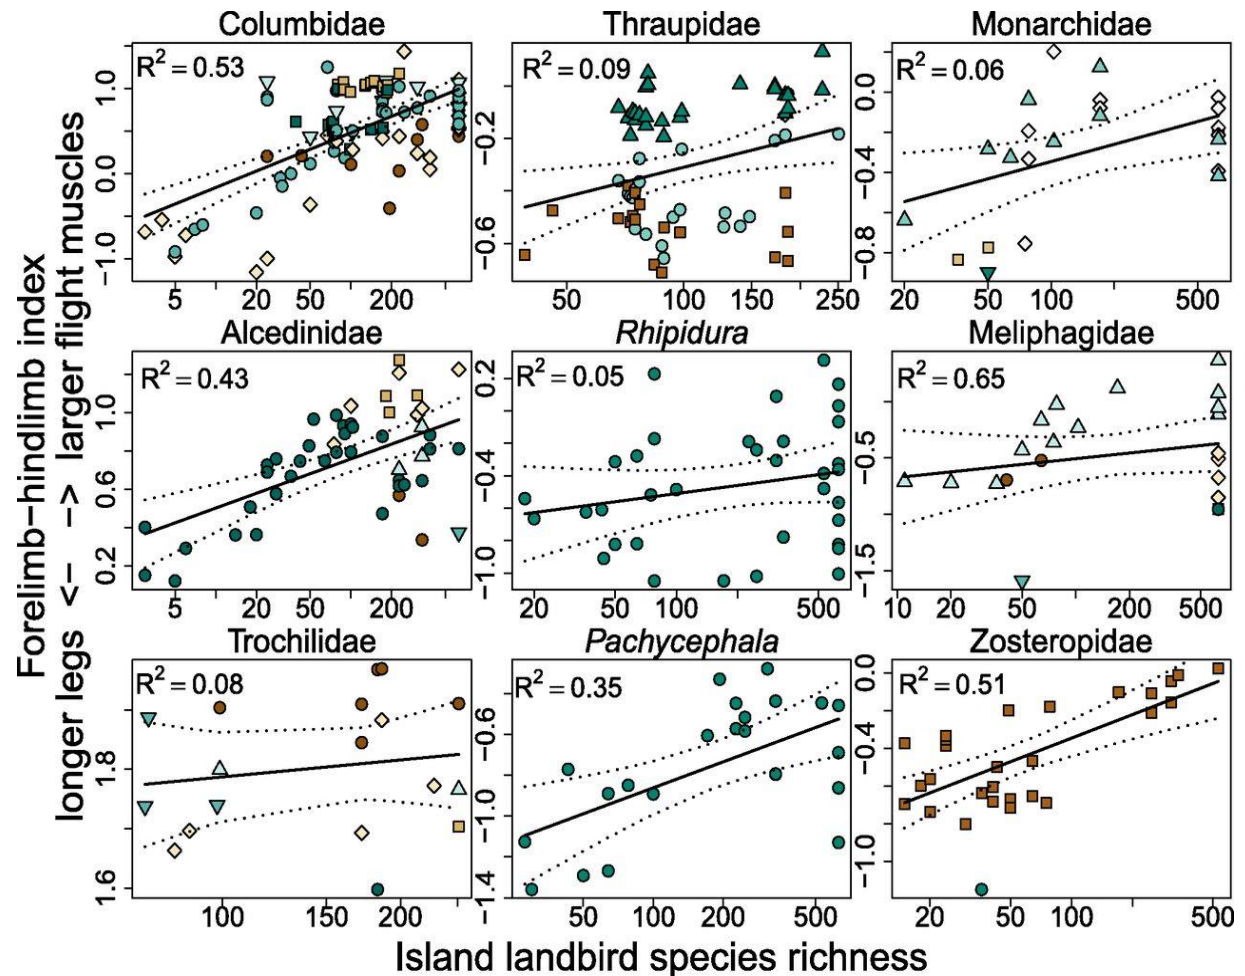 Columbidae
Thraupidae
Monarchidae
R² = 0.53
R² = 0.09
R² = 0.06
1.0
0.0
−1.0
−0.2
−0.6
0.0
−0.4
−0.8
5 20 50 200
50 100 150 250
20 50 100 500
Alcedinidae
Rhipidura
Meliphagidae
R² = 0.43
R² = 0.05
R² = 0.65
1.0
0.6
0.2
0.2
−0.4
−1.0
−0.5
−1.5
5 20 50 200
20 50 100 500
10 20 50 200 500
Trochilidae
Pachycephala
Zosteropidae
R² = 0.08
R² = 0.35
R² = 0.51
1.8
1.6
−0.6
−1.0
−1.4
0.0
−0.4
−1.0
100 150 200
50 100 200 500
20 50 100 500
Forelimb−hindlimb index
longer legs <− −> larger flight muscles
Island landbird species richness